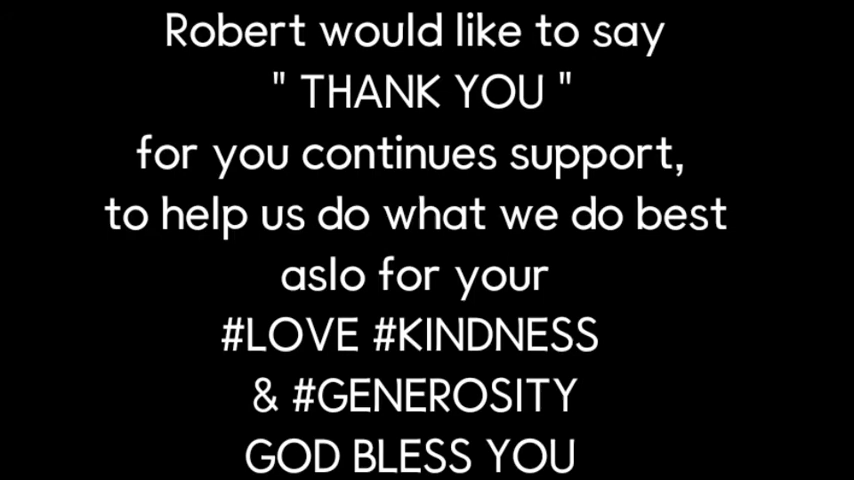 Robert would like to say
" THANK YOU "
for you continues support,
to help us do what we do best
aslo for your
#LOVE #KINDNESS
& #GENEROSITY
GOD BLESS YOU